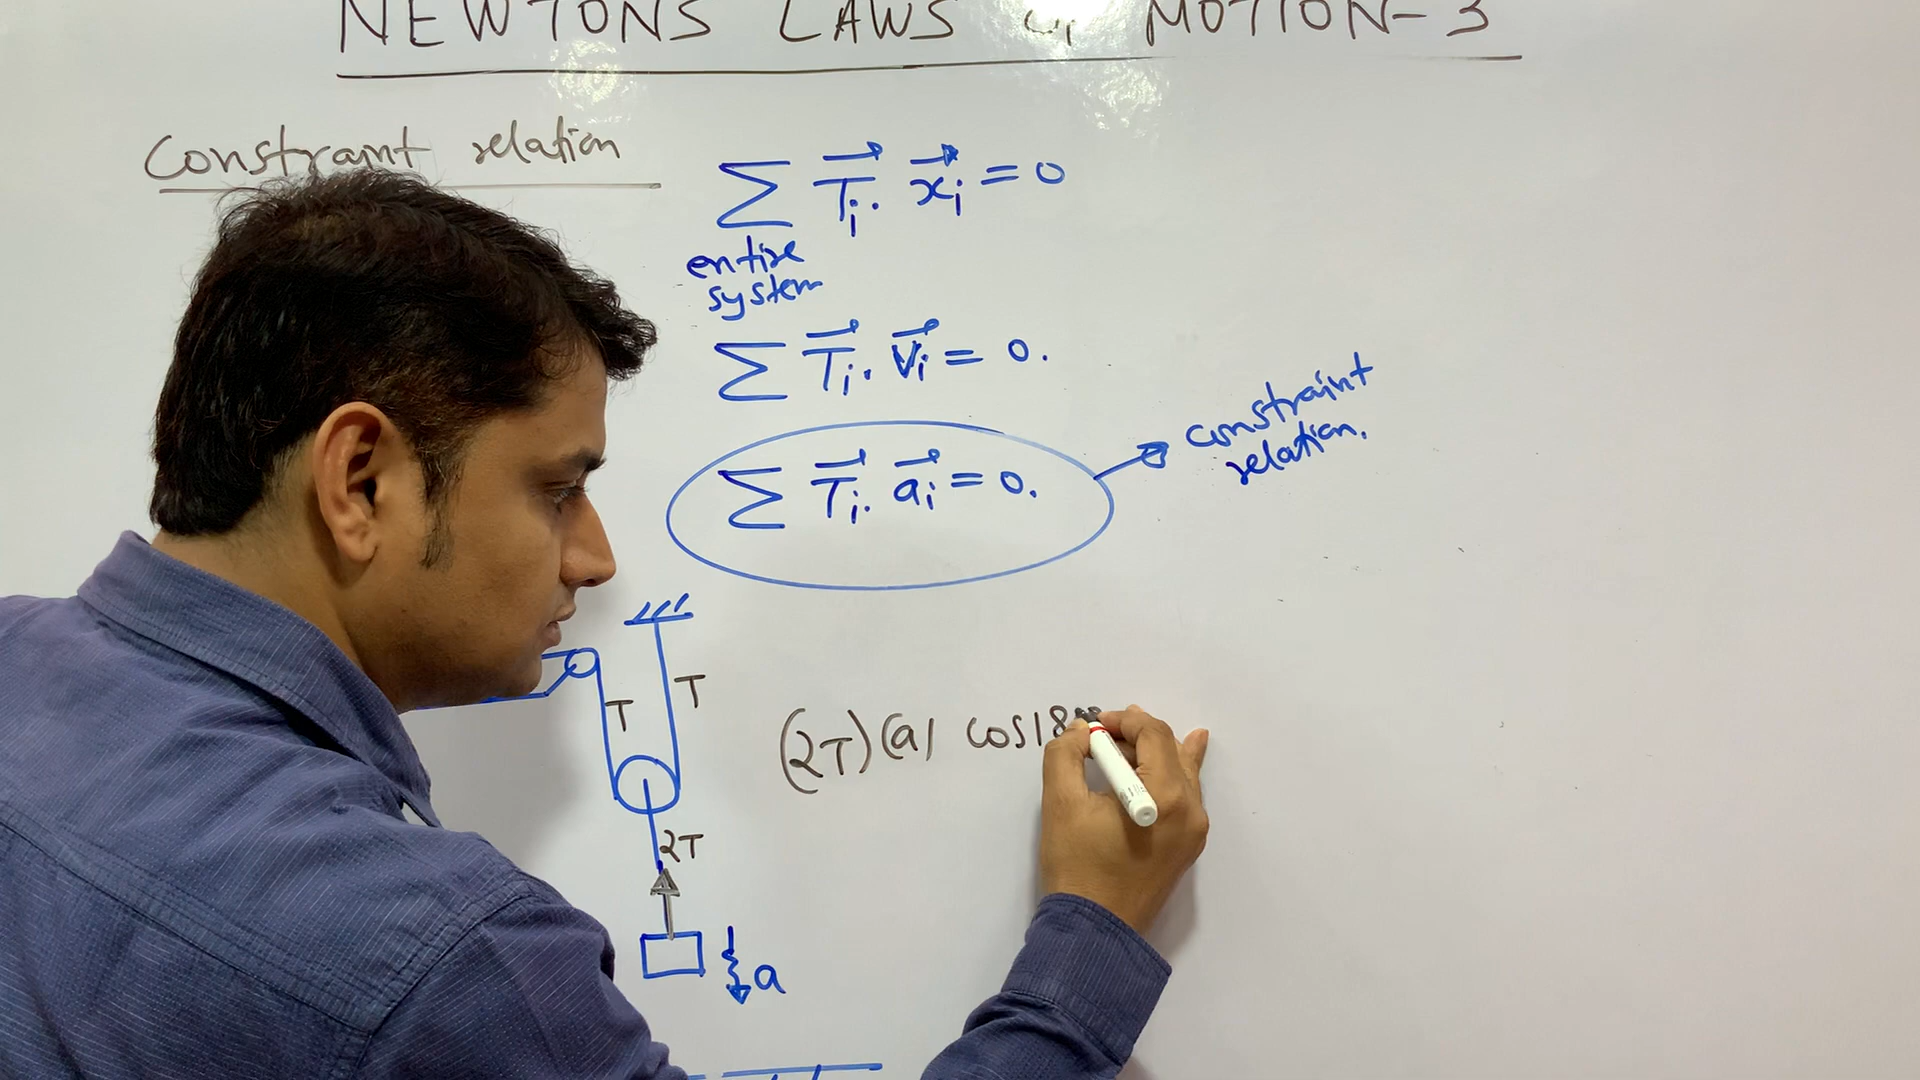 NEWTONS LAWS of MOTION-3
Constraint relation
∑ T⃗i. x⃗i = 0
entire
system
∑ T⃗i. V⃗i = 0.
∑ T⃗i. a⃗i = 0.
constraint
relation.
T
T
(2T)(a) cos180
2T
a